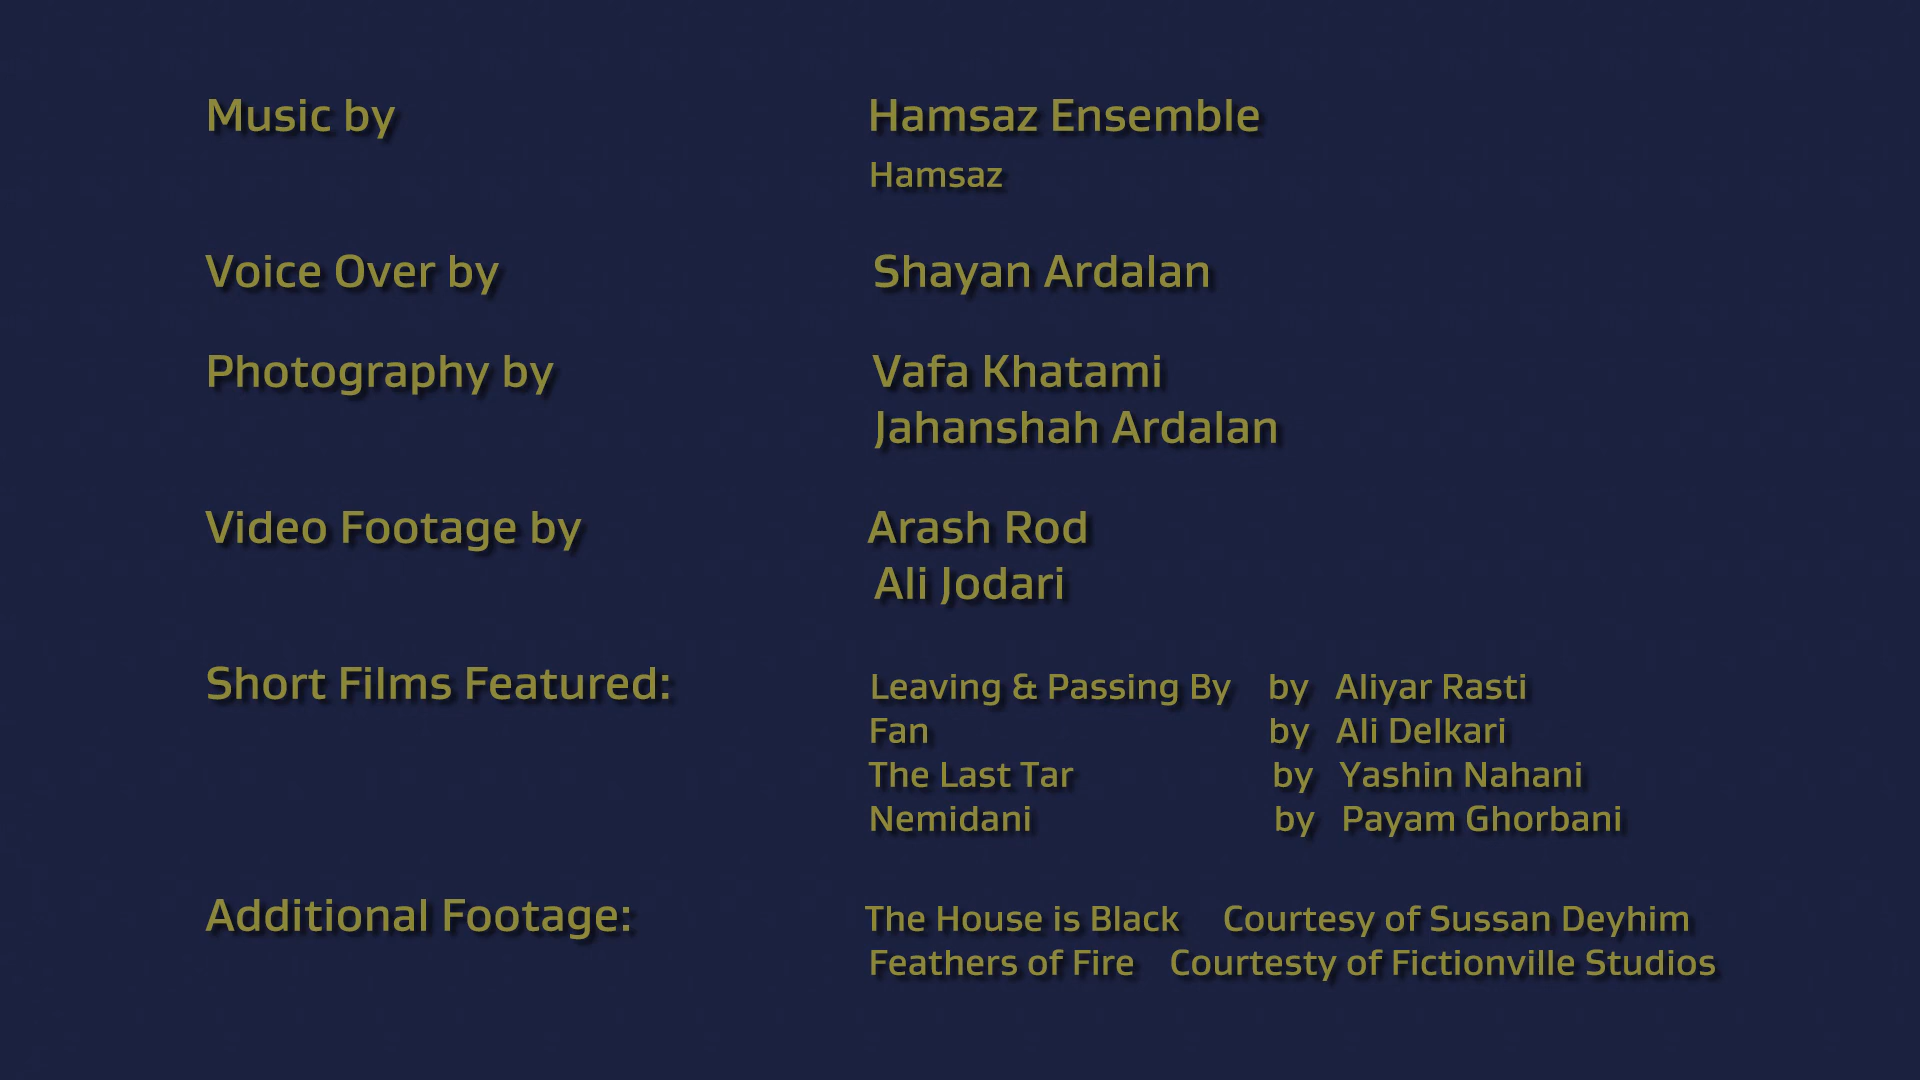 Music by Hamsaz Ensemble
Hamsaz
Voice Over by Shayan Ardalan
Photography by Vafa Khatami
Jahanshah Ardalan
Video Footage by Arash Rod
Ali Jodari
Short Films Featured: Leaving & Passing By by Aliyar Rasti
Fan by Ali Delkari
The Last Tar by Yashin Nahani
Nemidani by Payam Ghorbani
Additional Footage: The House is Black Courtesy of Sussan Deyhim
Feathers of Fire Courtesty of Fictionville Studios